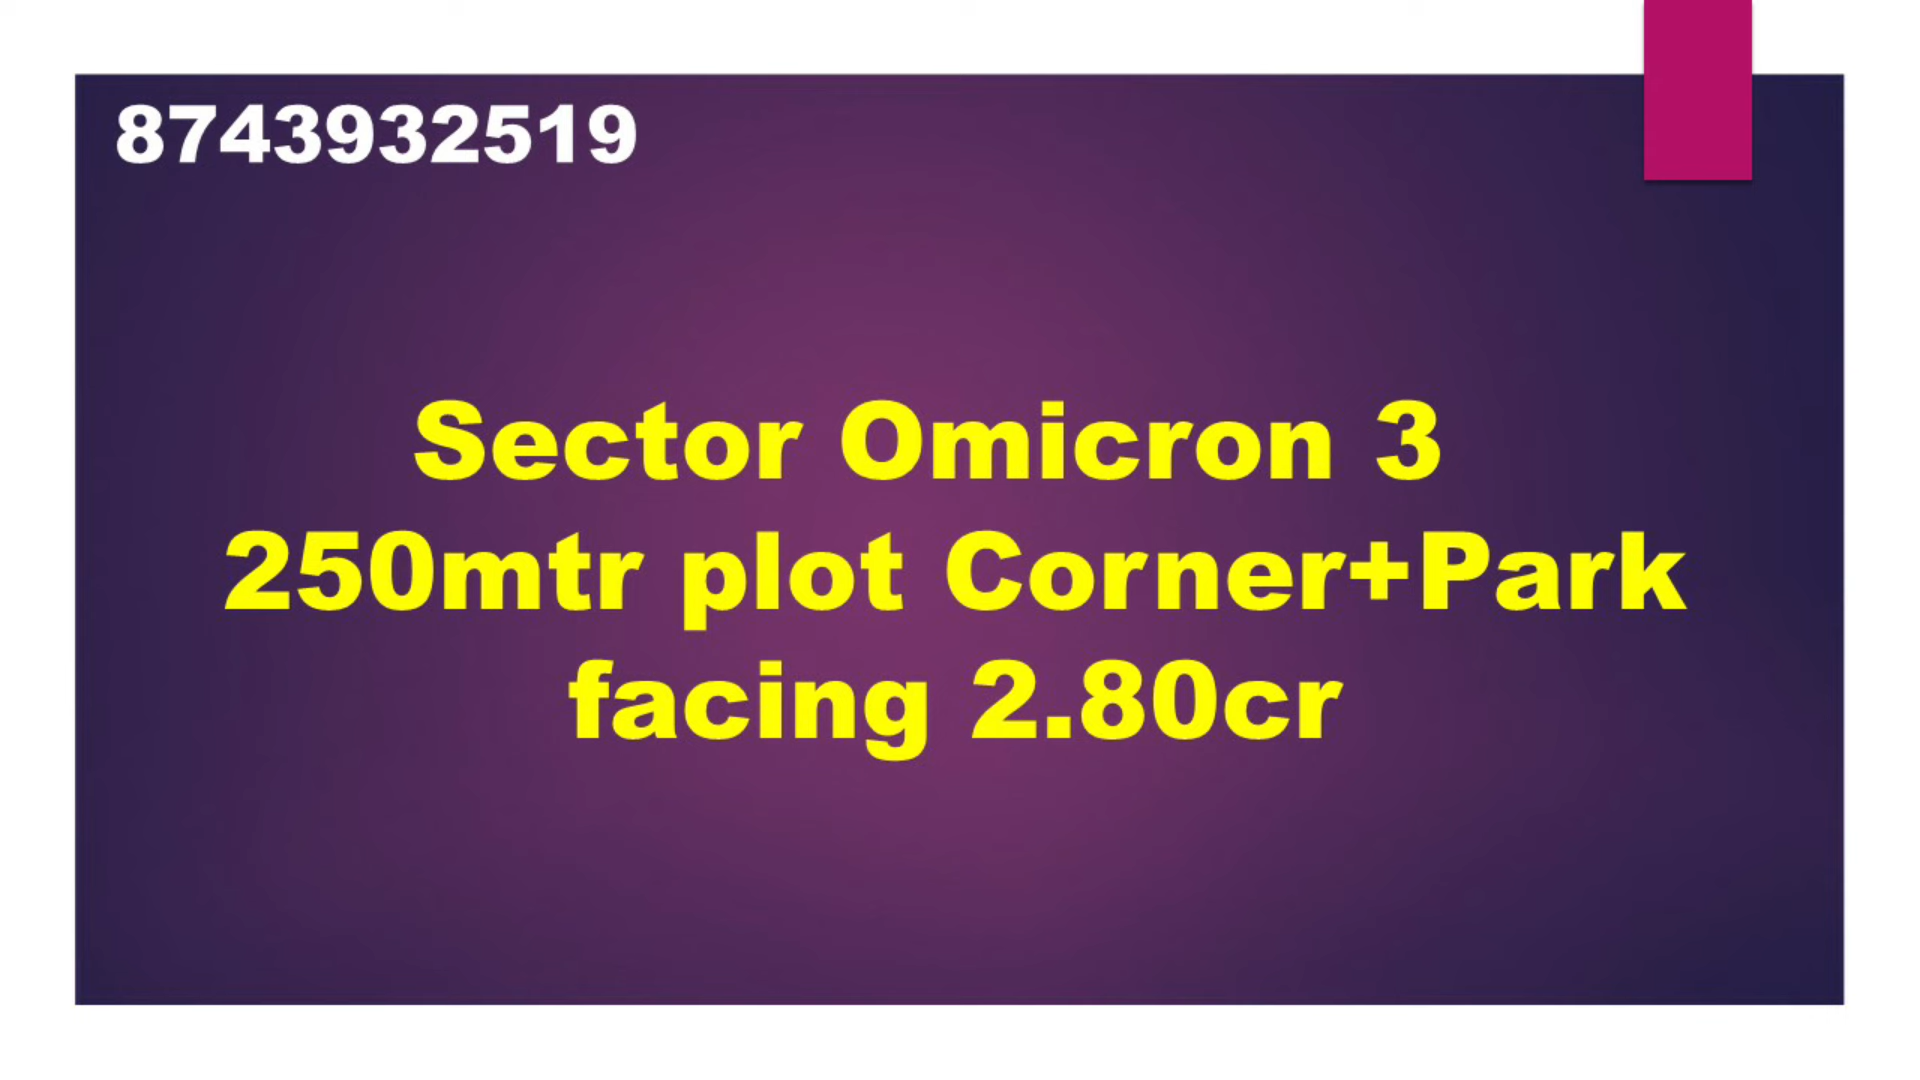 8743932519
Sector Omicron 3
250mtr plot Corner+Park
facing 2.80cr